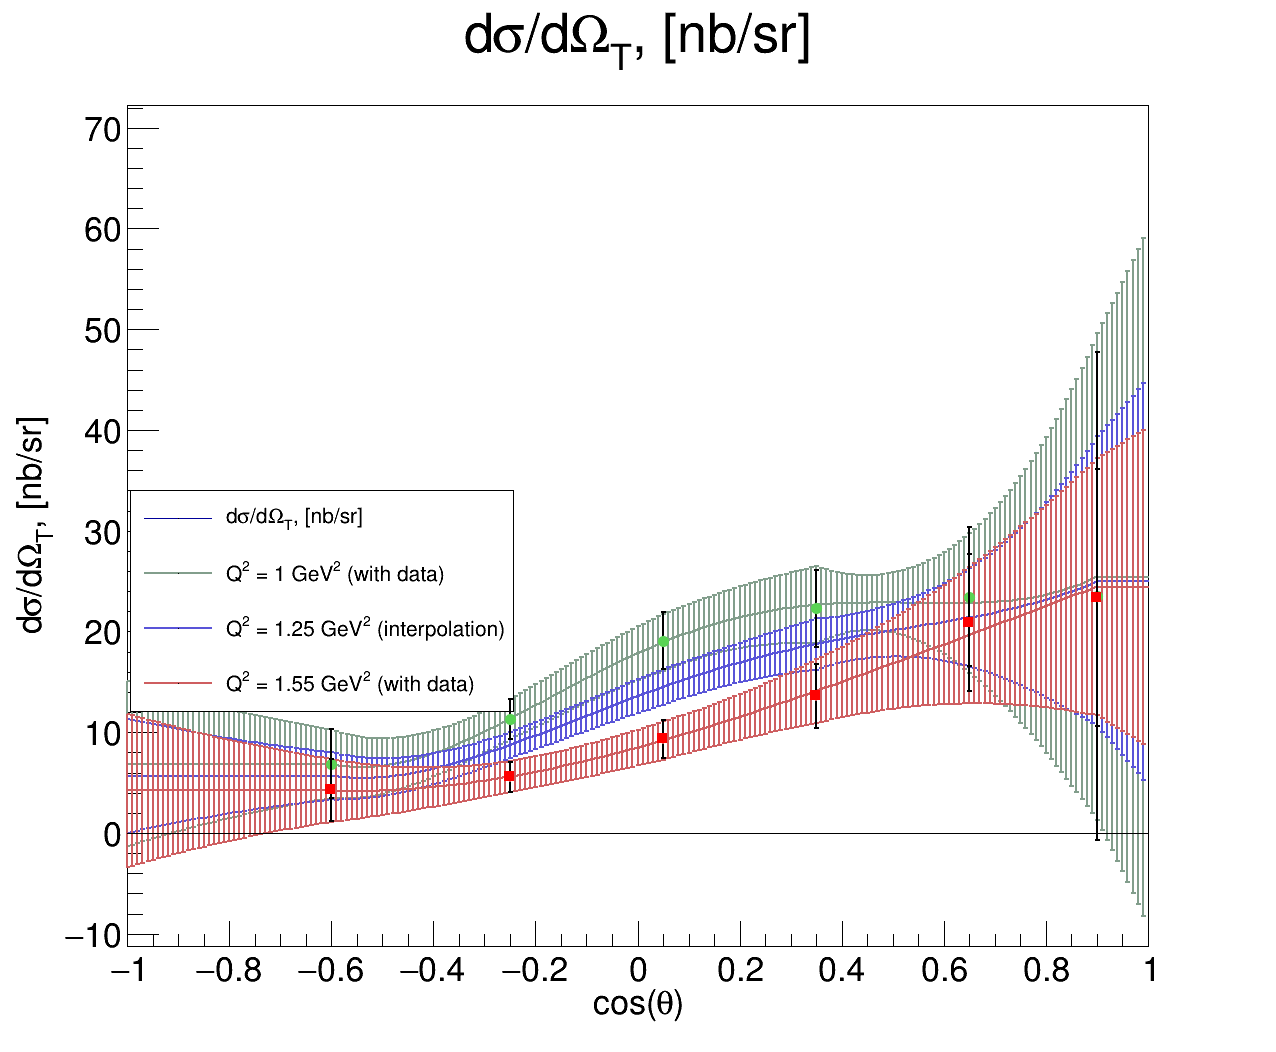 dσ/dΩT, [nb/sr]
dσ/dΩT, [nb/sr]
70
60
50
40
30
20
10
0
−10
dσ/dΩT, [nb/sr]
Q2 = 1 GeV2 (with data)
Q2 = 1.25 GeV2 (interpolation)
Q2 = 1.55 GeV2 (with data)
−1 −0.8 −0.6 −0.4 −0.2 0 0.2 0.4 0.6 0.8 1
cos(θ)